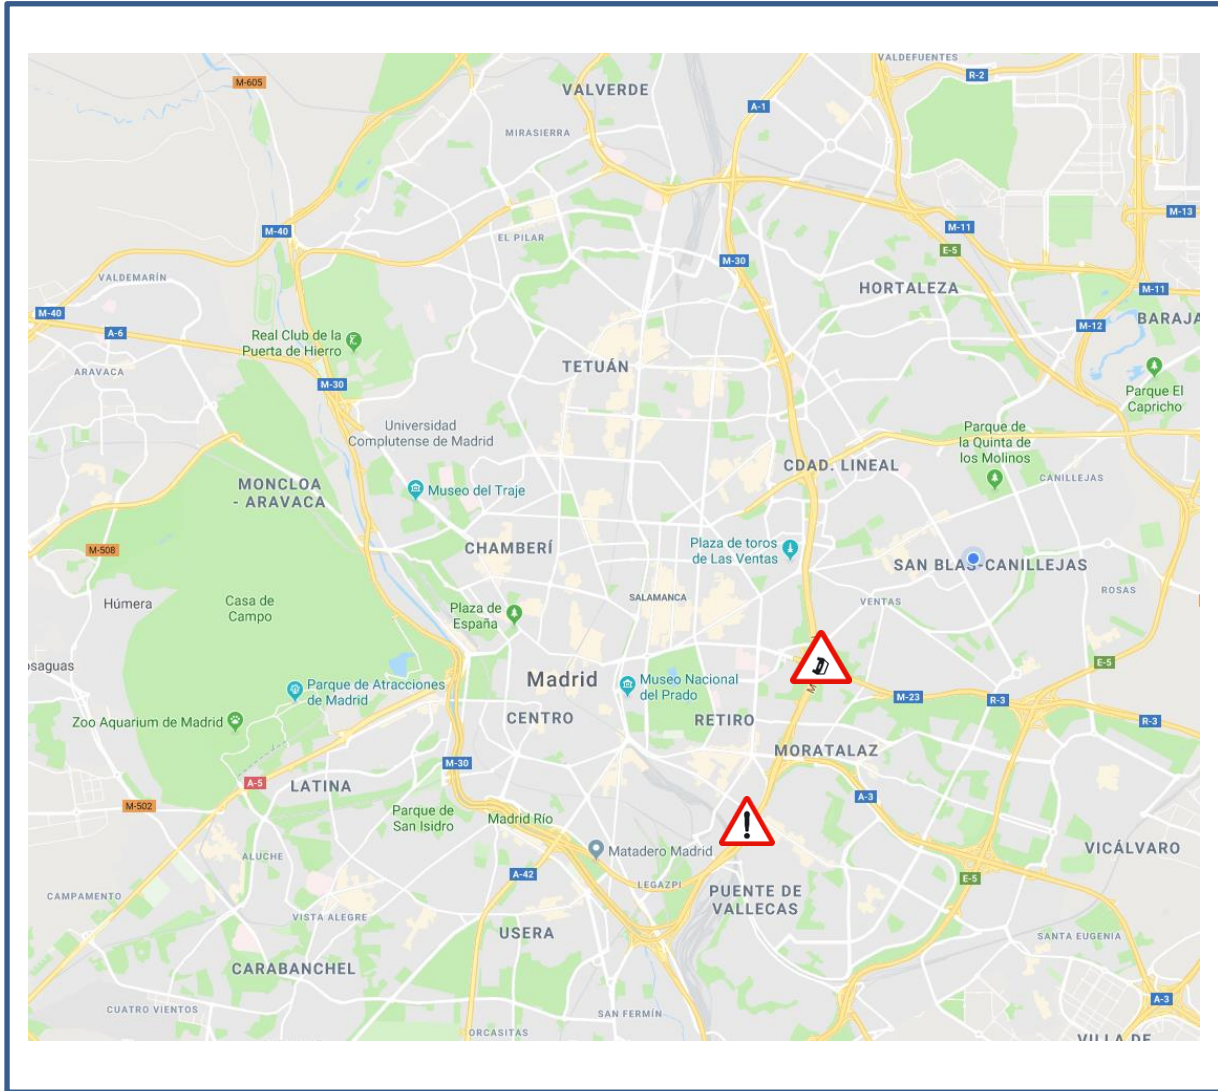 VALDEFUENTES
R-2
M-605
VALVERDE
A-1
MIRASIERRA
M-13
M-40
M-11
EL PILAR
E-5
M-30
VALDEMARÍN
HORTALEZA
M-11
M-40
BARAJA
A-6
M-12
Real Club de la
Puerta de Hierro
TETUÁN
ARAVACA
M-30
Parque El
Capricho
Universidad
Complutense de Madrid
Parque de
la Quinta de
los Molinos
CDAD. LINEAL
CANILLEJAS
MONCLOA
- ARAVACA
Museo del Traje
M-508
CHAMBERÍ
Plaza de toros
de Las Ventas
SAN BLAS-CANILLEJAS
ROSAS
Húmera
Casa de
Campo
SALAMANCA
VENTAS
Plaza de
España
osaguas
E-5
Madrid
Museo Nacional
del Prado
Parque de Atracciones
de Madrid
M-23
R-3
Zoo Aquarium de Madrid
CENTRO
RETIRO
R-3
MORATALAZ
M-30
A-5
LATINA
A-3
M-502
Parque de
San Isidro
Madrid Río
!
VICÁLVARO
Matadero Madrid
ALUCHE
A-42
E-5
LEGAZPI
CAMPAMENTO
PUENTE DE
VALLECAS
VISTA ALEGRE
USERA
SANTA EUGENIA
CARABANCHEL
A-3
CUATRO VIENTOS
SAN FERMÍN
ORCASITAS
VILLA DE